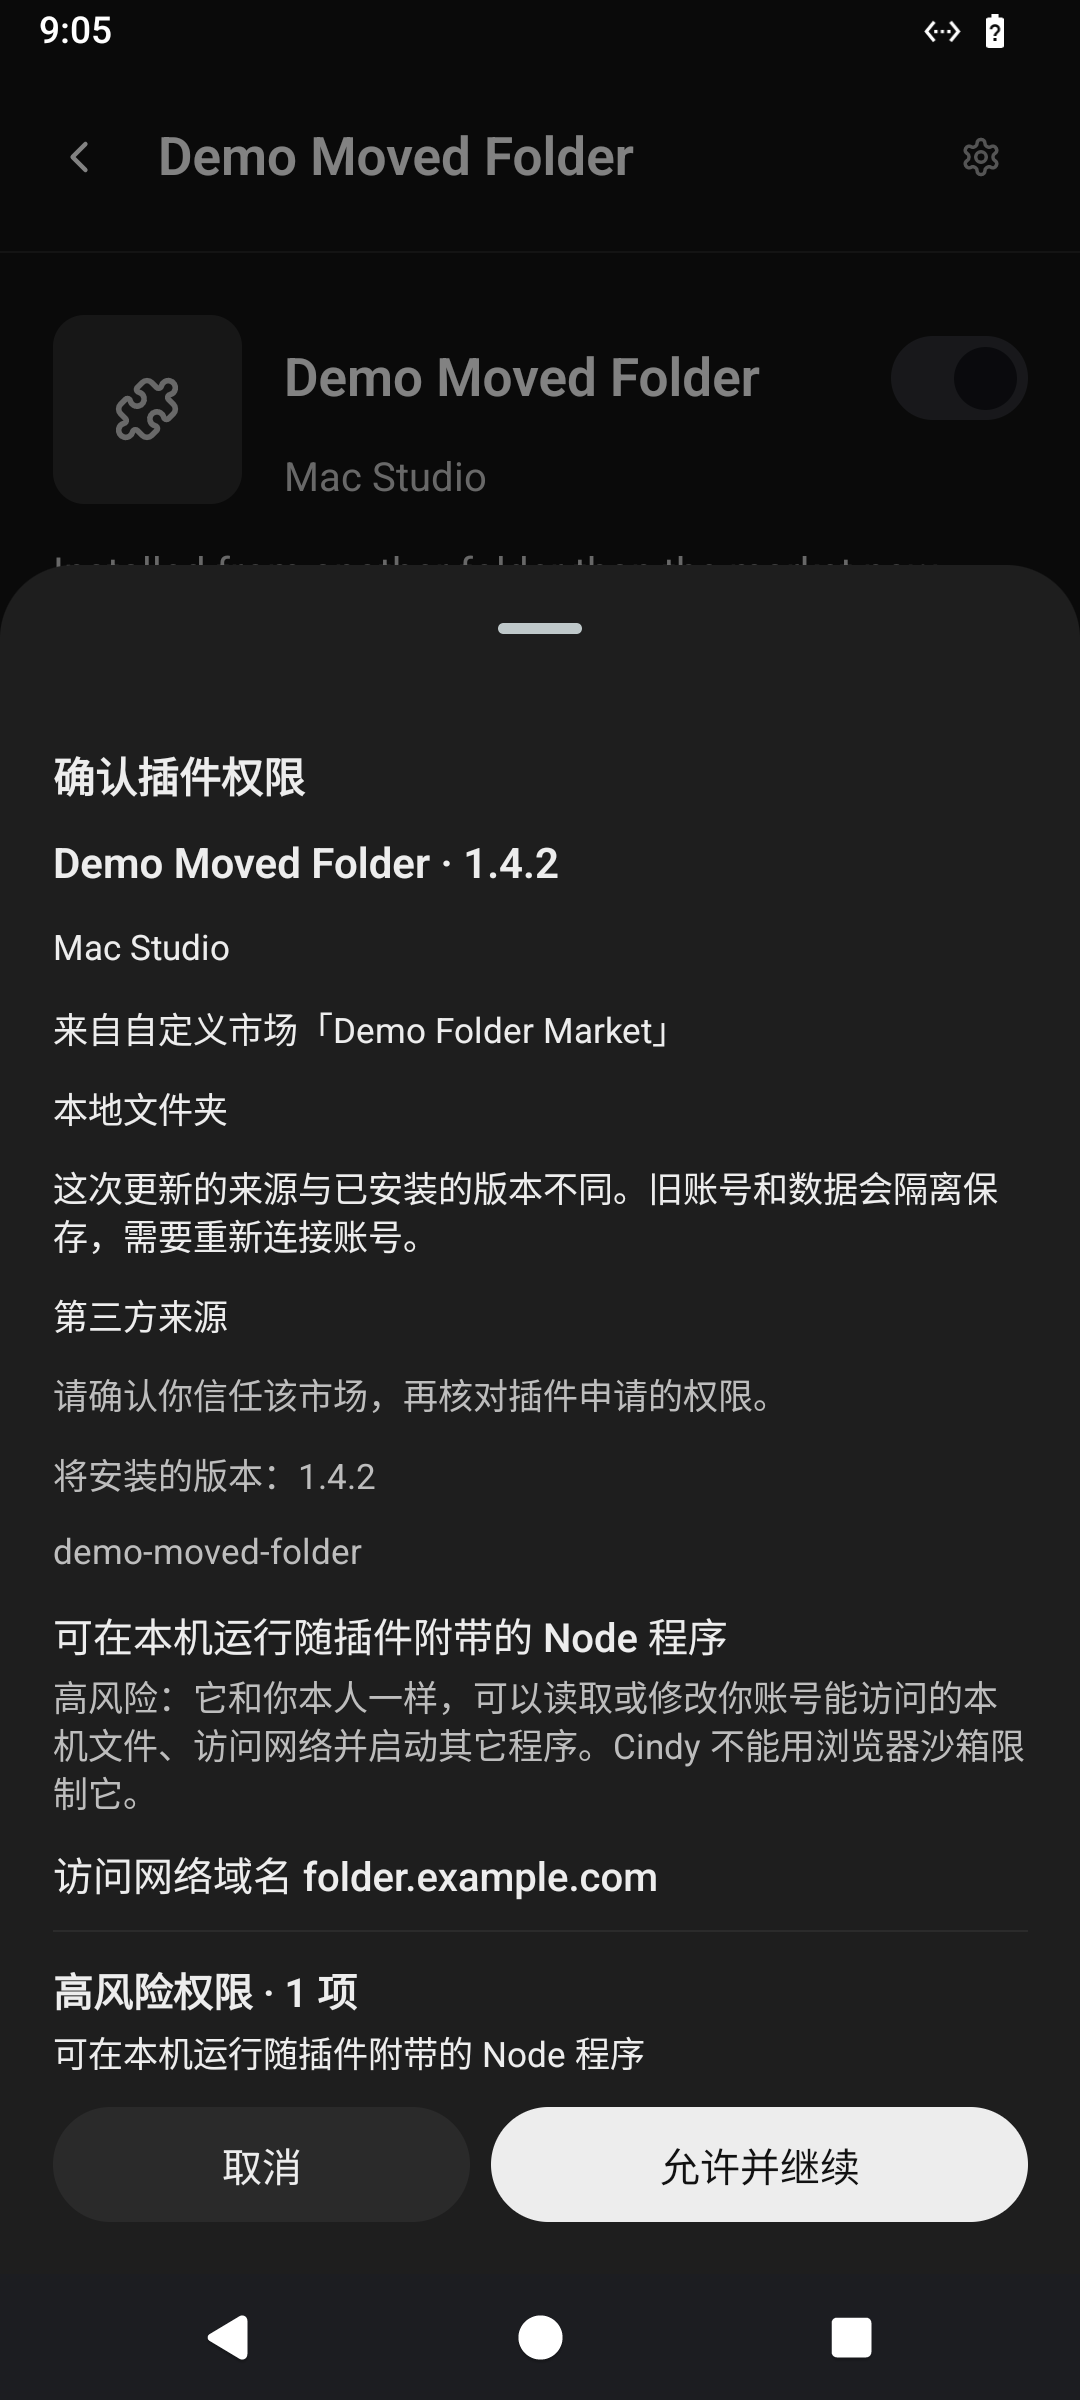 9:05
Demo Moved Folder
Demo Moved Folder
Mac Studio
Installed from another folder than the market now
确认插件权限
Demo Moved Folder · 1.4.2
Mac Studio
来自自定义市场「Demo Folder Market」
本地文件夹
这次更新的来源与已安装的版本不同。旧账号和数据会隔离保
存，需要重新连接账号。
第三方来源
请确认你信任该市场，再核对插件申请的权限。
将安装的版本：1.4.2
demo-moved-folder
可在本机运行随插件附带的 Node 程序
高风险：它和你本人一样，可以读取或修改你账号能访问的本
机文件、访问网络并启动其它程序。Cindy 不能用浏览器沙箱限
制它。
访问网络域名 folder.example.com
高风险权限 · 1 项
可在本机运行随插件附带的 Node 程序
取消
允许并继续